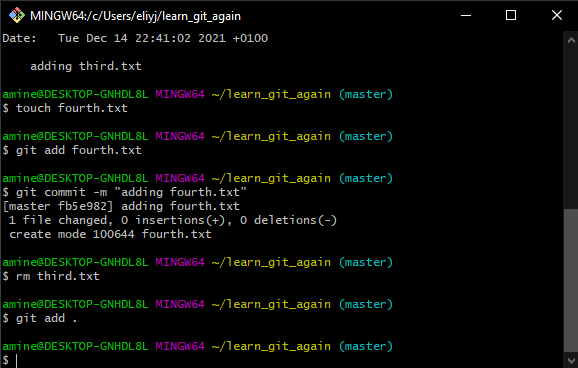 MINGW64:/c/Users/eliyj/learn_git_again
Date:   Tue Dec 14 22:41:02 2021 +0100
    adding third.txt
amine@DESKTOP-GNHDL8L MINGW64 ~/learn_git_again (master)
$ touch fourth.txt
amine@DESKTOP-GNHDL8L MINGW64 ~/learn_git_again (master)
$ git add fourth.txt
amine@DESKTOP-GNHDL8L MINGW64 ~/learn_git_again (master)
$ git commit -m "adding fourth.txt"
[master fb5e982] adding fourth.txt
 1 file changed, 0 insertions(+), 0 deletions(-)
 create mode 100644 fourth.txt
amine@DESKTOP-GNHDL8L MINGW64 ~/learn_git_again (master)
$ rm third.txt
amine@DESKTOP-GNHDL8L MINGW64 ~/learn_git_again (master)
$ git add .
amine@DESKTOP-GNHDL8L MINGW64 ~/learn_git_again (master)
$